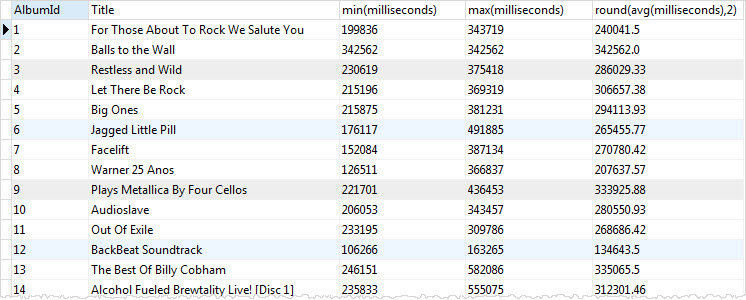 AlbumId Title min(milliseconds) max(milliseconds) round(avg(milliseconds),2)
1 For Those About To Rock We Salute You 199836 343719 240041.5
2 Balls to the Wall 342562 342562 342562.0
3 Restless and Wild 230619 375418 286029.33
4 Let There Be Rock 215196 369319 306657.38
5 Big Ones 215875 381231 294113.93
6 Jagged Little Pill 176117 491885 265455.77
7 Facelift 152084 387134 270780.42
8 Warner 25 Anos 126511 366837 207637.57
9 Plays Metallica By Four Cellos 221701 436453 333925.88
10 Audioslave 206053 343457 280550.93
11 Out Of Exile 233195 309786 268686.42
12 BackBeat Soundtrack 106266 163265 134643.5
13 The Best Of Billy Cobham 246151 582086 335065.5
14 Alcohol Fueled Brewtality Live! [Disc 1] 235833 555075 312301.46